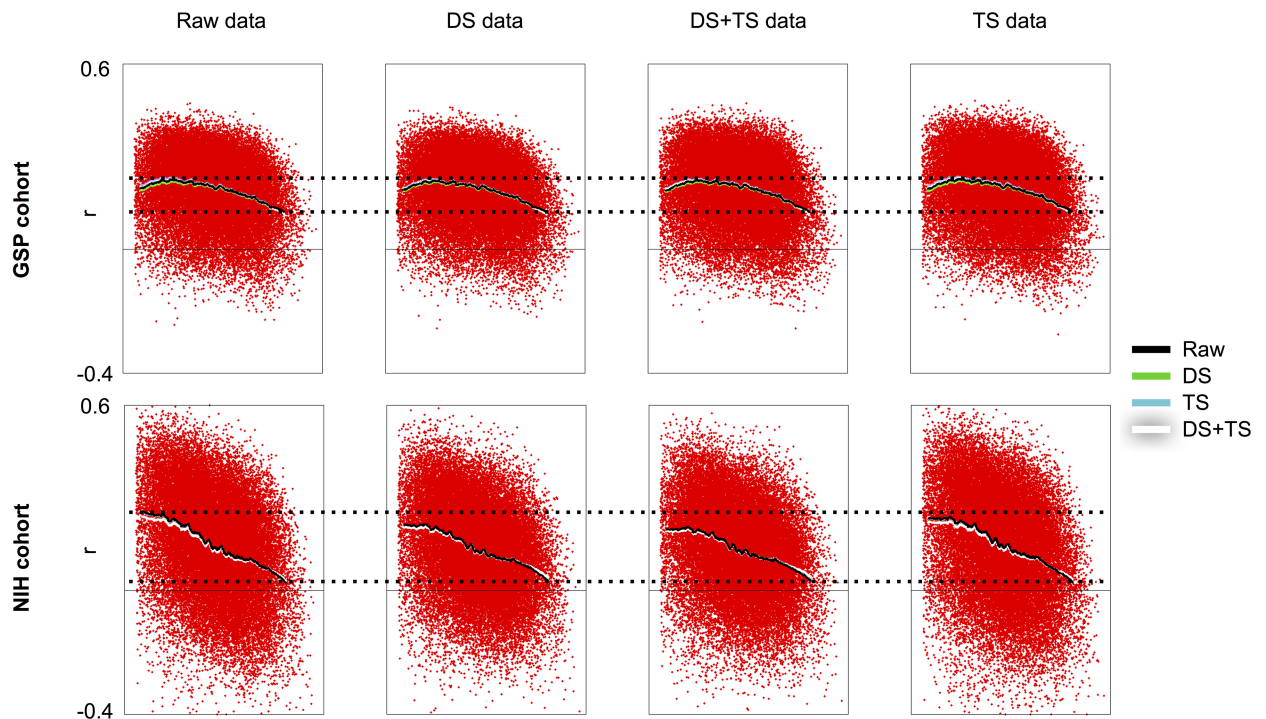 Raw data DS data DS+TS data TS data
0.6
GSP cohort
r
-0.4
Raw
DS
TS
DS+TS
0.6
NIH cohort
r
-0.4